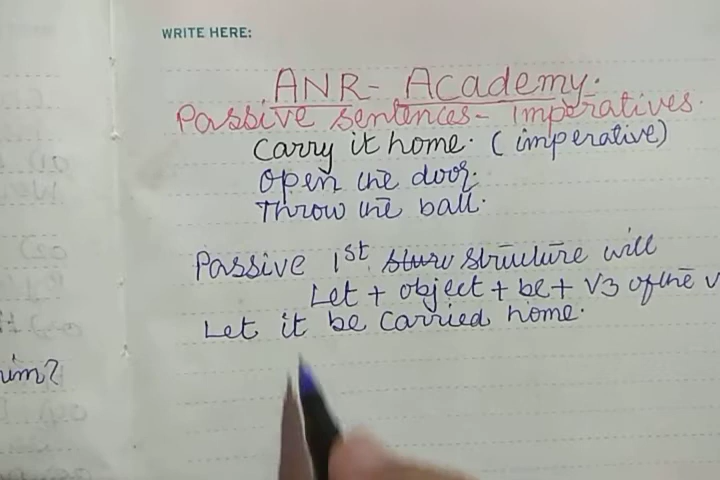 WRITE HERE:
ANR- Academy.
Passive sentences- Imperatives.
Carry it home. (imperative)
Open the door.
Throw the ball.
Passive 1st structure will
Let + object + be + V3 of the v
Let it be carried home.
him?